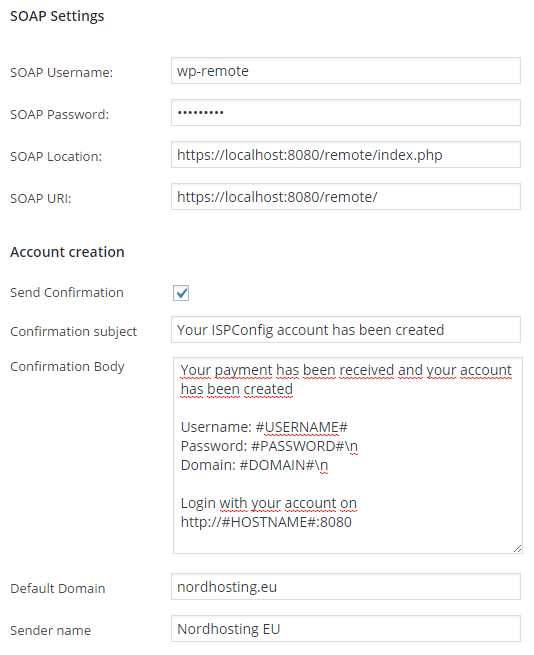 SOAP Settings
SOAP Username:
wp-remote
SOAP Password:
•••••••••
SOAP Location:
https://localhost:8080/remote/index.php
SOAP URI:
https://localhost:8080/remote/
Account creation
Send Confirmation
Confirmation subject
Your ISPConfig account has been created
Confirmation Body
Your payment has been received and your account
has been created
Username: #USERNAME#
Password: #PASSWORD#\n
Domain: #DOMAIN#\n
Login with your account on
http://#HOSTNAME#:8080
Default Domain
nordhosting.eu
Sender name
Nordhosting EU